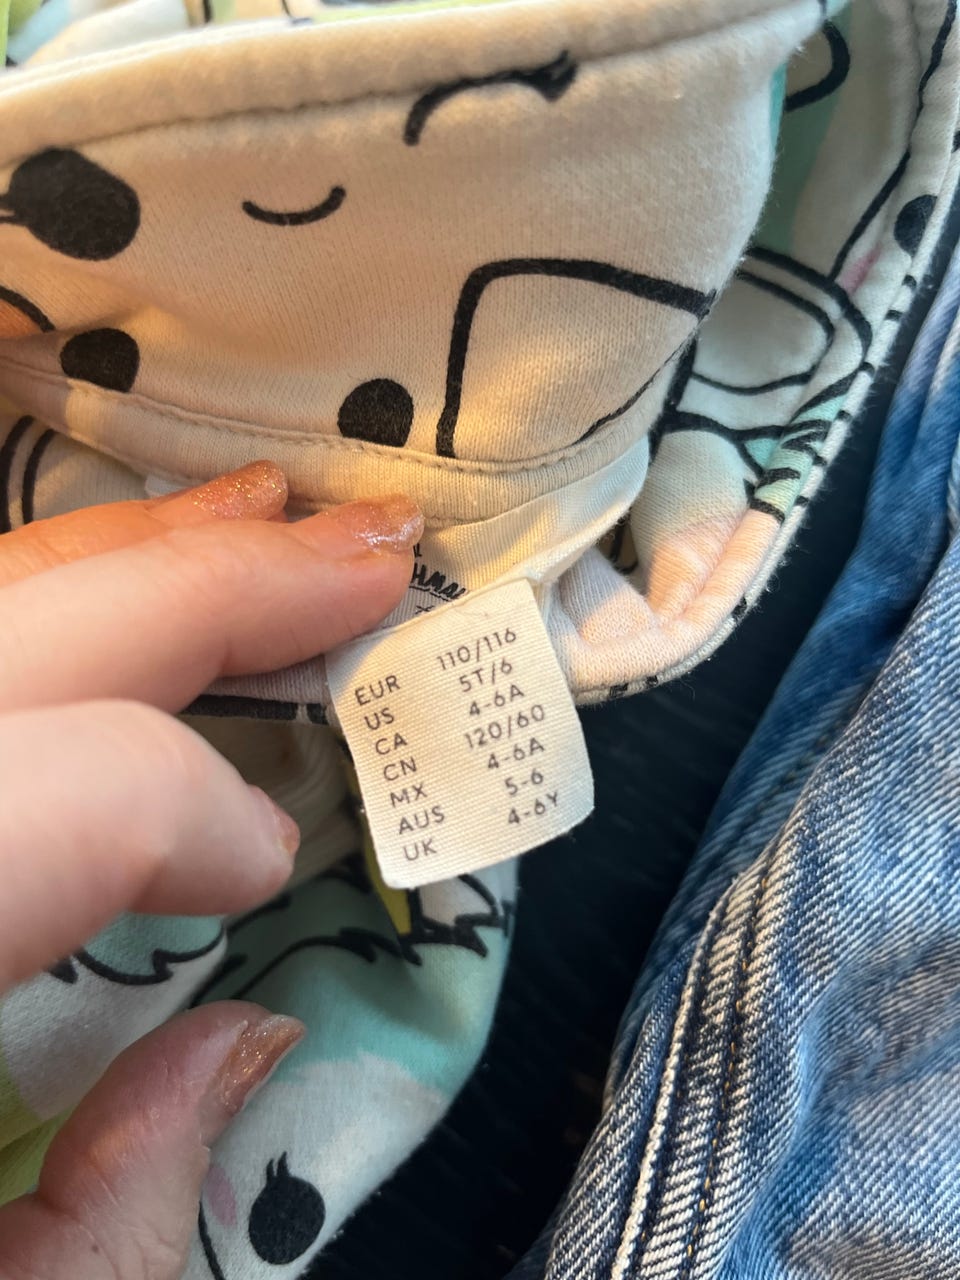 EUR 110/116
US 5T/6
CA 4-6A
CN 120/60
MX 4-6A
AUS 5-6
UK 4-6Y